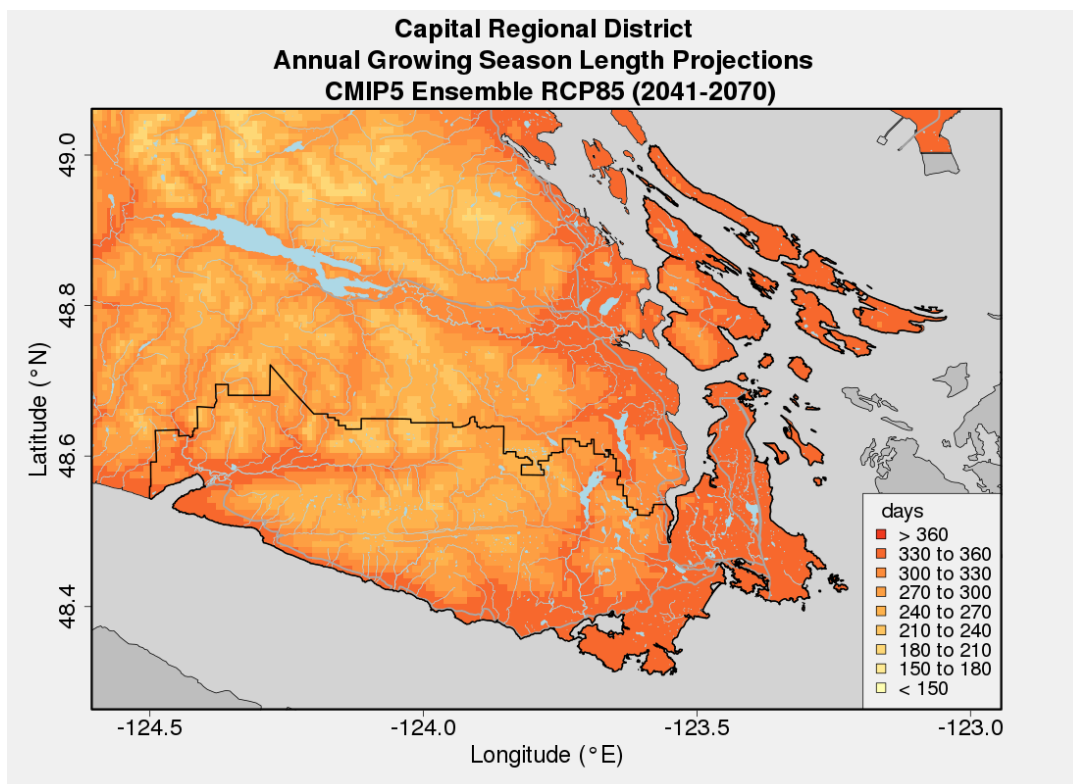 Capital Regional District
Annual Growing Season Length Projections
CMIP5 Ensemble RCP85 (2041-2070)
49.0
48.8
48.6
48.4
Latitude (°N)
days
> 360
330 to 360
300 to 330
270 to 300
240 to 270
210 to 240
180 to 210
150 to 180
< 150
-124.5
-124.0
-123.5
-123.0
Longitude (°E)